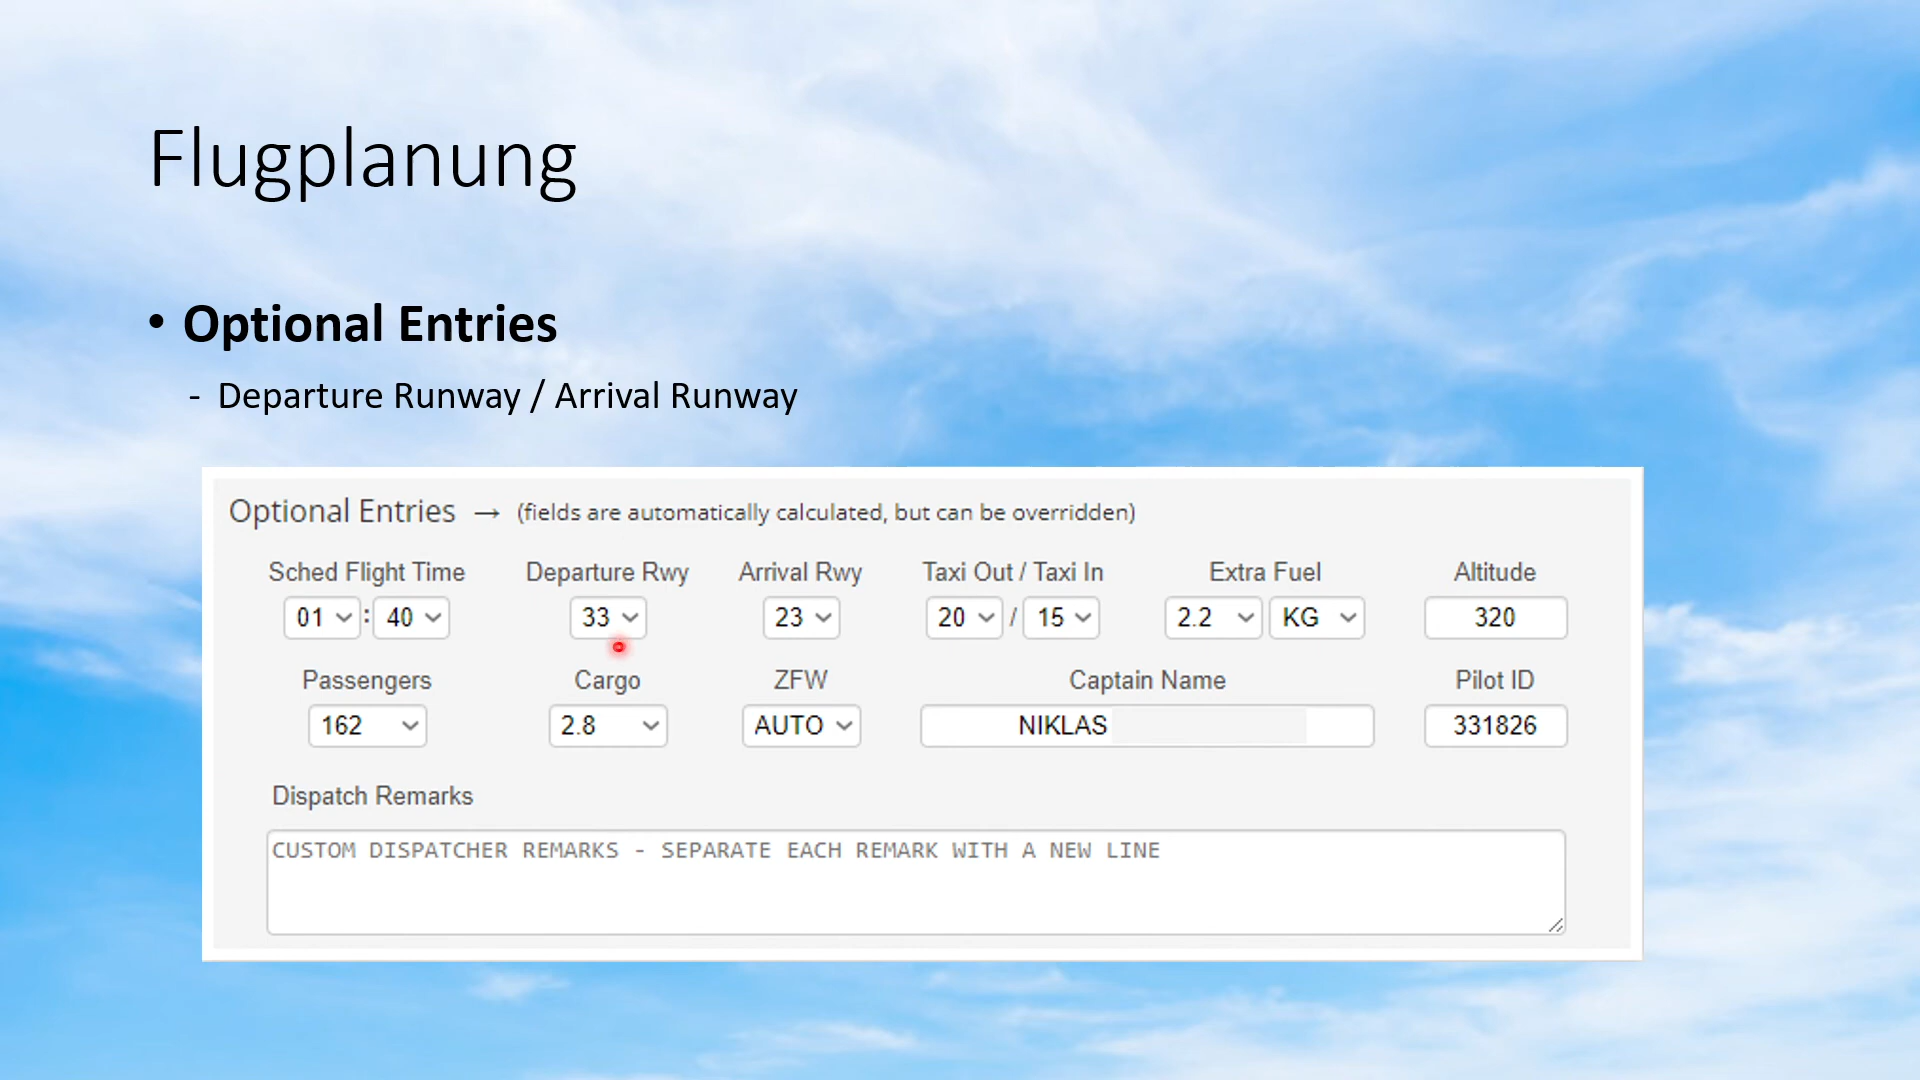 Flugplanung
• Optional Entries
- Departure Runway / Arrival Runway
Optional Entries → (fields are automatically calculated, but can be overridden)
Sched Flight Time Departure Rwy Arrival Rwy Taxi Out / Taxi In Extra Fuel Altitude
01 : 40 33 23 20 / 15 2.2 KG 320
Passengers Cargo ZFW Captain Name Pilot ID
162 2.8 AUTO NIKLAS 331826
Dispatch Remarks
CUSTOM DISPATCHER REMARKS - SEPARATE EACH REMARK WITH A NEW LINE